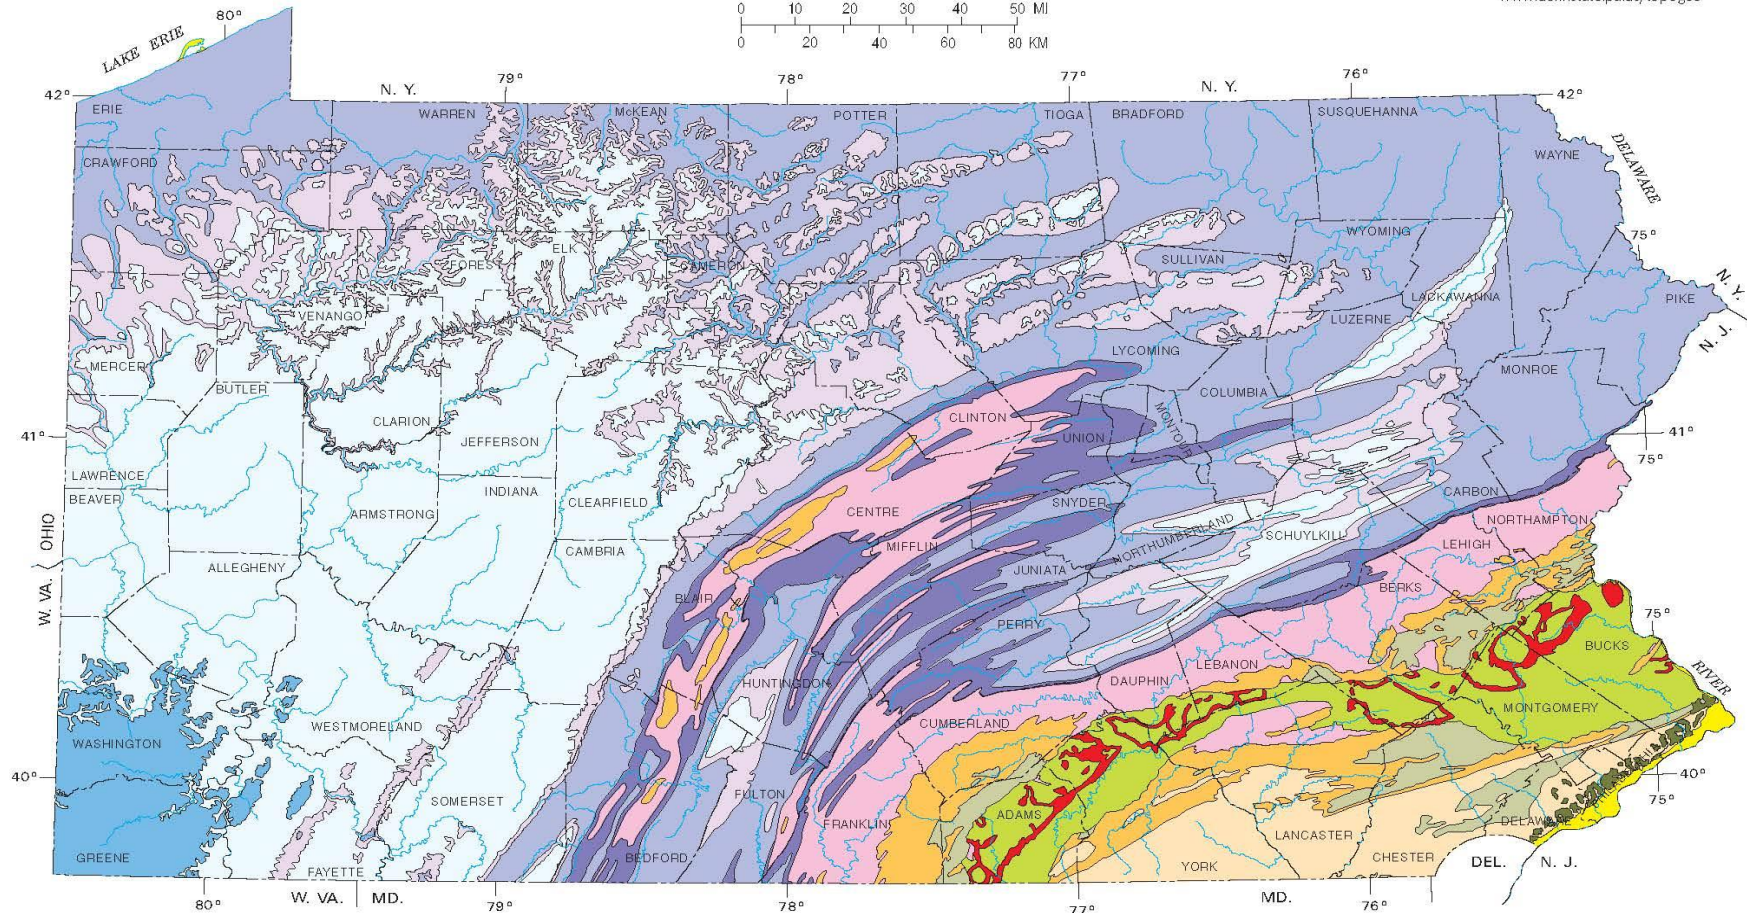 0 10 20 30 40 50 MI
0 20 40 60 80 KM
80°
LAKE ERIE
79°
78°
77°
76°
N. Y.
N. Y.
42°
42°
ERIE
WARREN
McKEAN
POTTER
TIOGA
BRADFORD
SUSQUEHANNA
CRAWFORD
WAYNE
DELAWARE
WYOMING
75°
ELK
FOREST
CAMERON
SULLIVAN
N. Y.
LACKAWANNA
PIKE
VENANGO
LUZERNE
N. J.
LYCOMING
MERCER
MONROE
BUTLER
COLUMBIA
CLINTON
MONTOUR
CLARION
41°
JEFFERSON
UNION
41°
75°
LAWRENCE
BEAVER
INDIANA
CLEARFIELD
CENTRE
SNYDER
CARBON
ARMSTRONG
NORTHAMPTON
OHIO
NORTHUMBERLAND
SCHUYLKILL
CAMBRIA
MIFFLIN
LEHIGH
ALLEGHENY
JUNIATA
W. VA.
BLAIR
BERKS
75°
PERRY
BUCKS
LEBANON
HUNTINGDON
DAUPHIN
RIVER
WESTMORELAND
CUMBERLAND
MONTGOMERY
WASHINGTON
40°
40°
75°
SOMERSET
FULTON
FRANKLIN
ADAMS
DELAWARE
LANCASTER
GREENE
BEDFORD
CHESTER
DEL.
N. J.
FAYETTE
YORK
80°
W. VA.
MD.
79°
78°
77°
MD.
76°